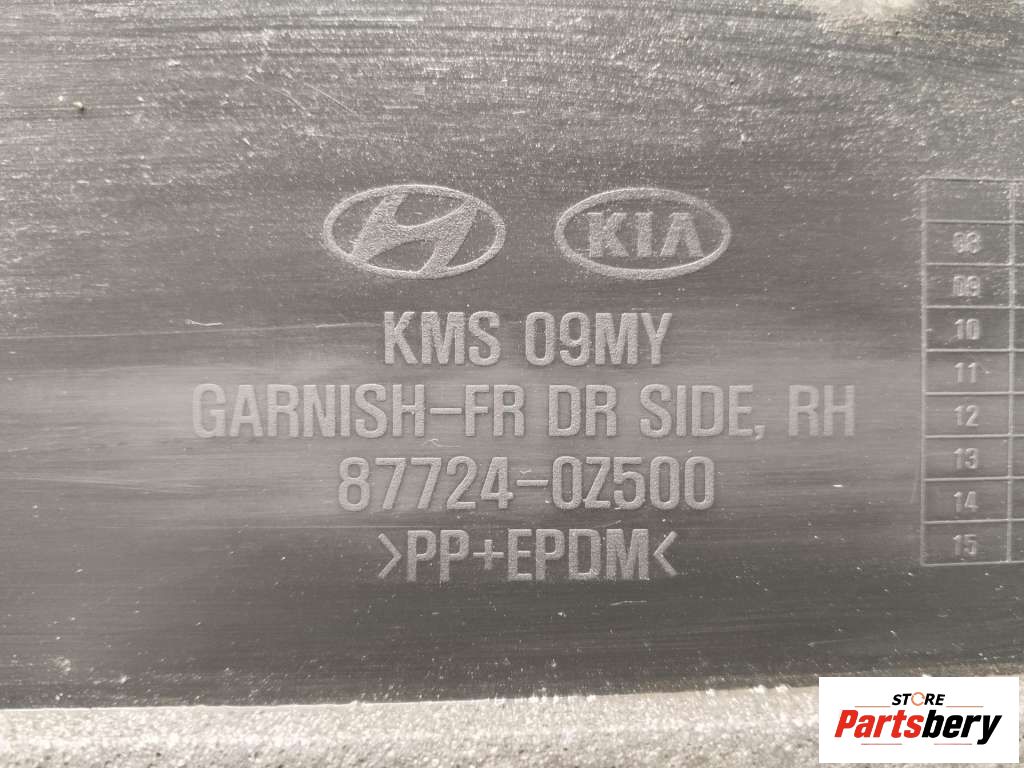 KIA
KMS 09MY
GARNISH-FR DR SIDE, RH
87724-0Z500
>PP+EPDM<
08
09
10
11
12
13
14
15
STORE
Partsbery